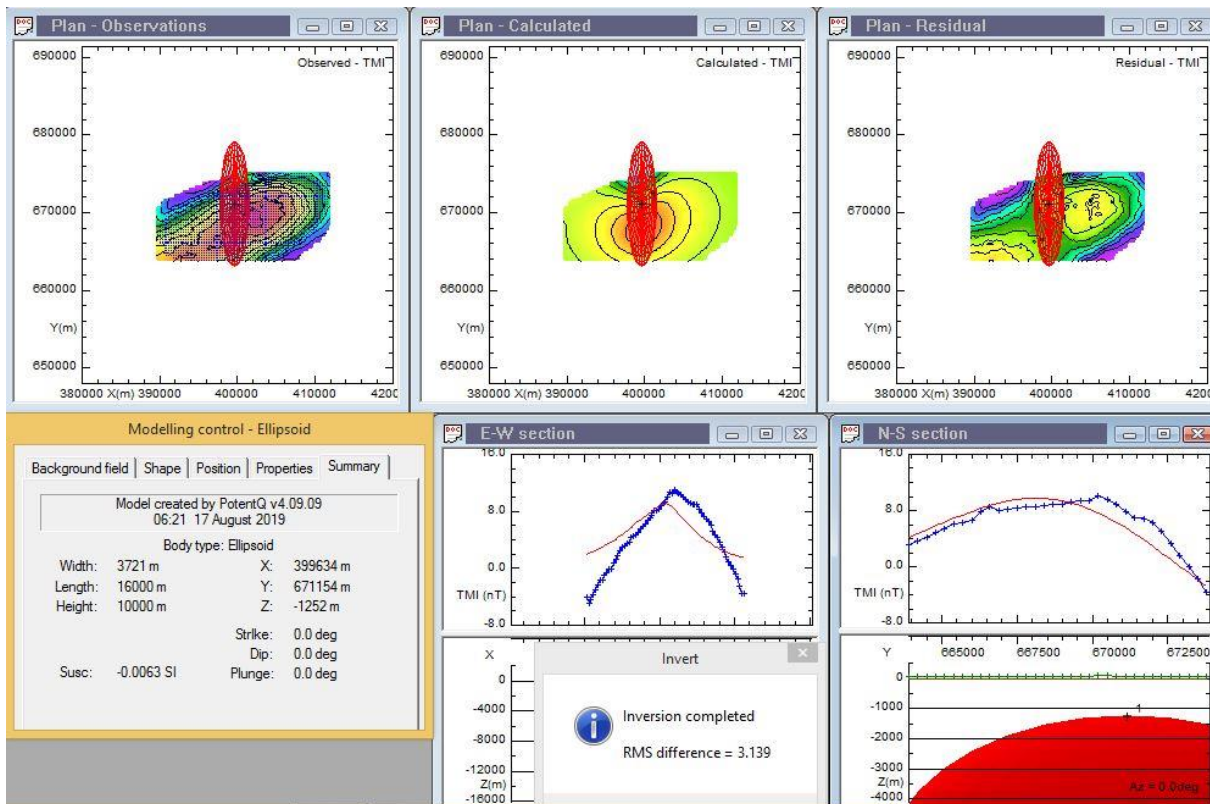 Plan - Observations
Observed - TMI
690000
680000
670000
660000
Y(m)
650000
380000 X(m) 390000 400000 410000 4200
Plan - Calculated
Calculated - TMI
690000
680000
670000
660000
Y(m)
650000
380000 X(m) 390000 400000 410000 4200
Plan - Residual
Residual - TMI
690000
680000
670000
660000
Y(m)
650000
380000 X(m) 390000 400000 410000 4200
Modelling control - Ellipsoid
Background field Shape Position Properties Summary
Model created by PotentQ v4.09.09
06:21 17 August 2019
Body type: Ellipsoid
Width: 3721 m X: 399634 m
Length: 16000 m Y: 671154 m
Height: 10000 m Z: -1252 m
Strike: 0.0 deg
Dip: 0.0 deg
Susc: -0.0063 SI Plunge: 0.0 deg
E-W section
16.0
8.0
0.0
TMI (nT)
-8.0
X
0
-4000
-8000
-12000
Z(m)
-16000
Invert
Inversion completed
RMS difference = 3.139
N-S section
16.0
8.0
0.0
TMI (nT)
-8.0
Y 665000 667500 670000 672500
0
-1000
1
-2000
-3000
Z(m)
-4000
Az = 0.0deg